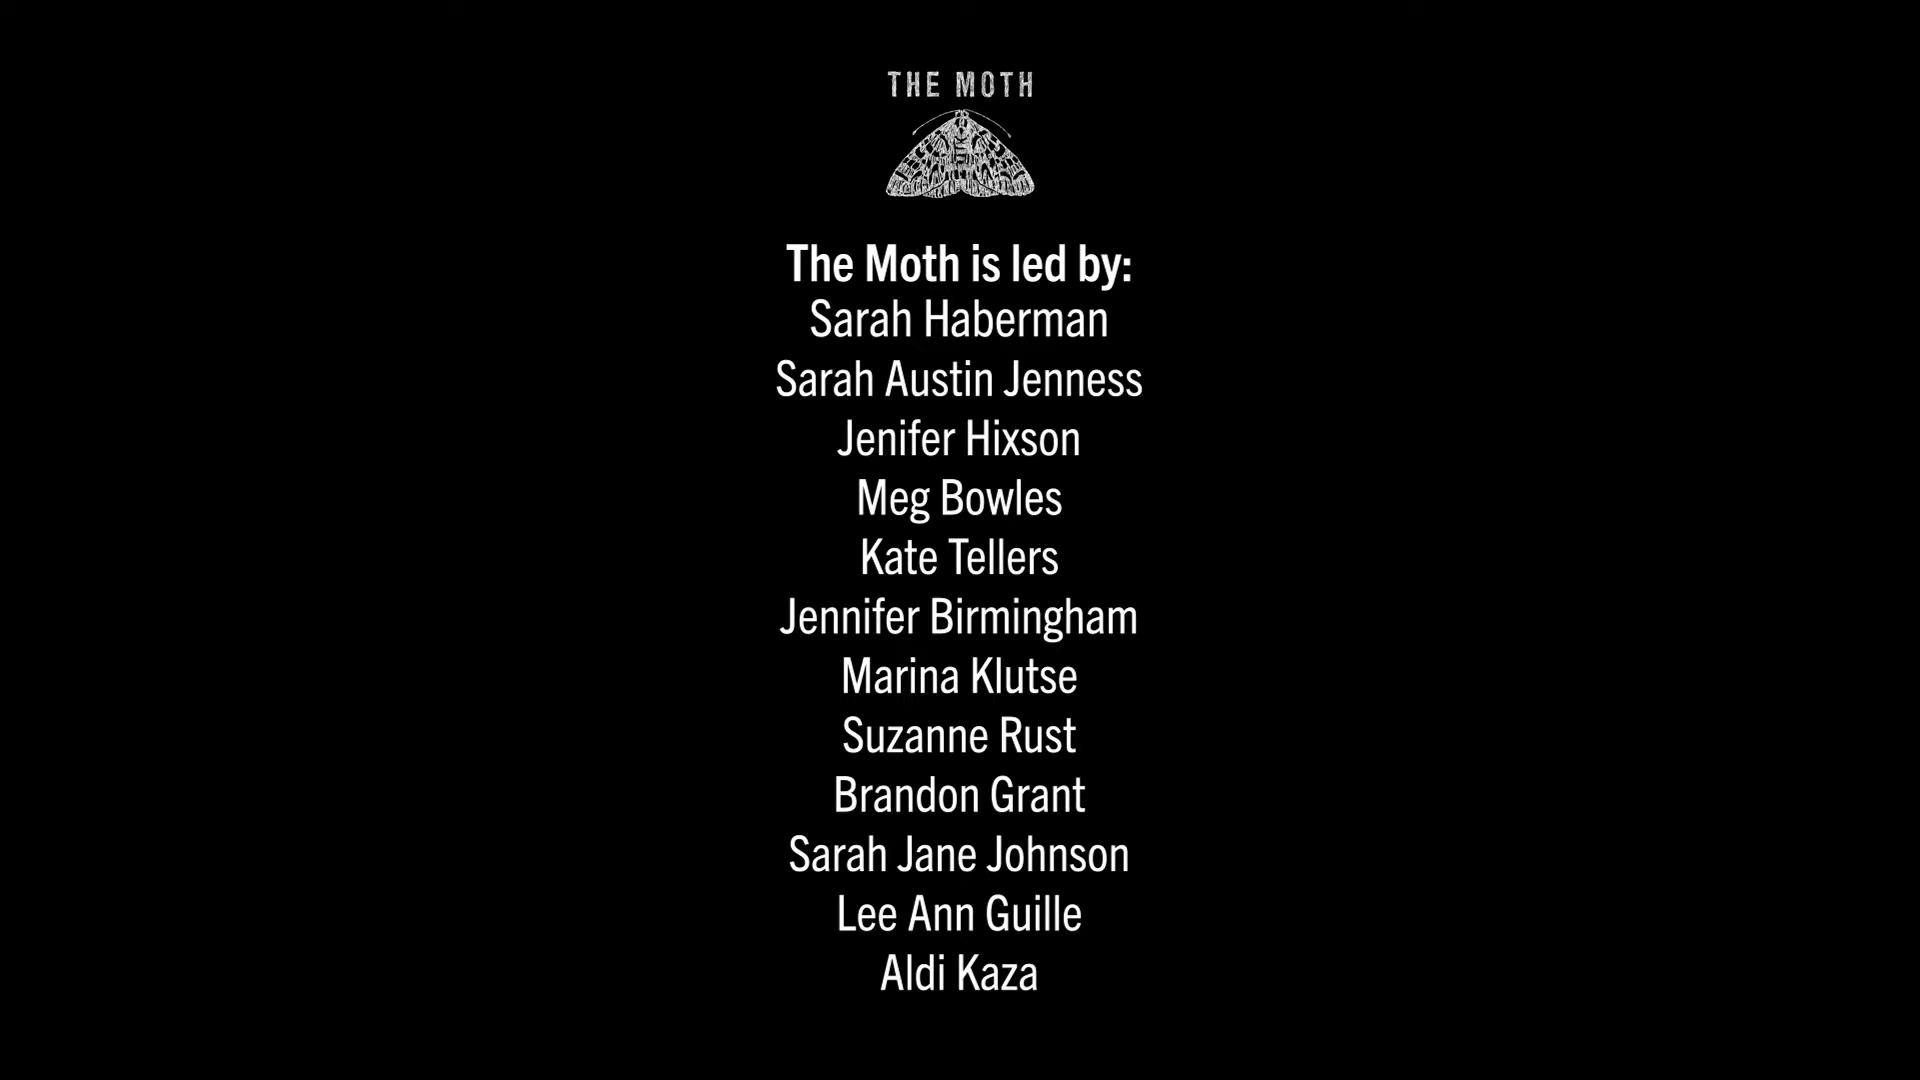 THE MOTH
The Moth is led by:
Sarah Haberman
Sarah Austin Jenness
Jenifer Hixson
Meg Bowles
Kate Tellers
Jennifer Birmingham
Marina Klutse
Suzanne Rust
Brandon Grant
Sarah Jane Johnson
Lee Ann Guille
Aldi Kaza